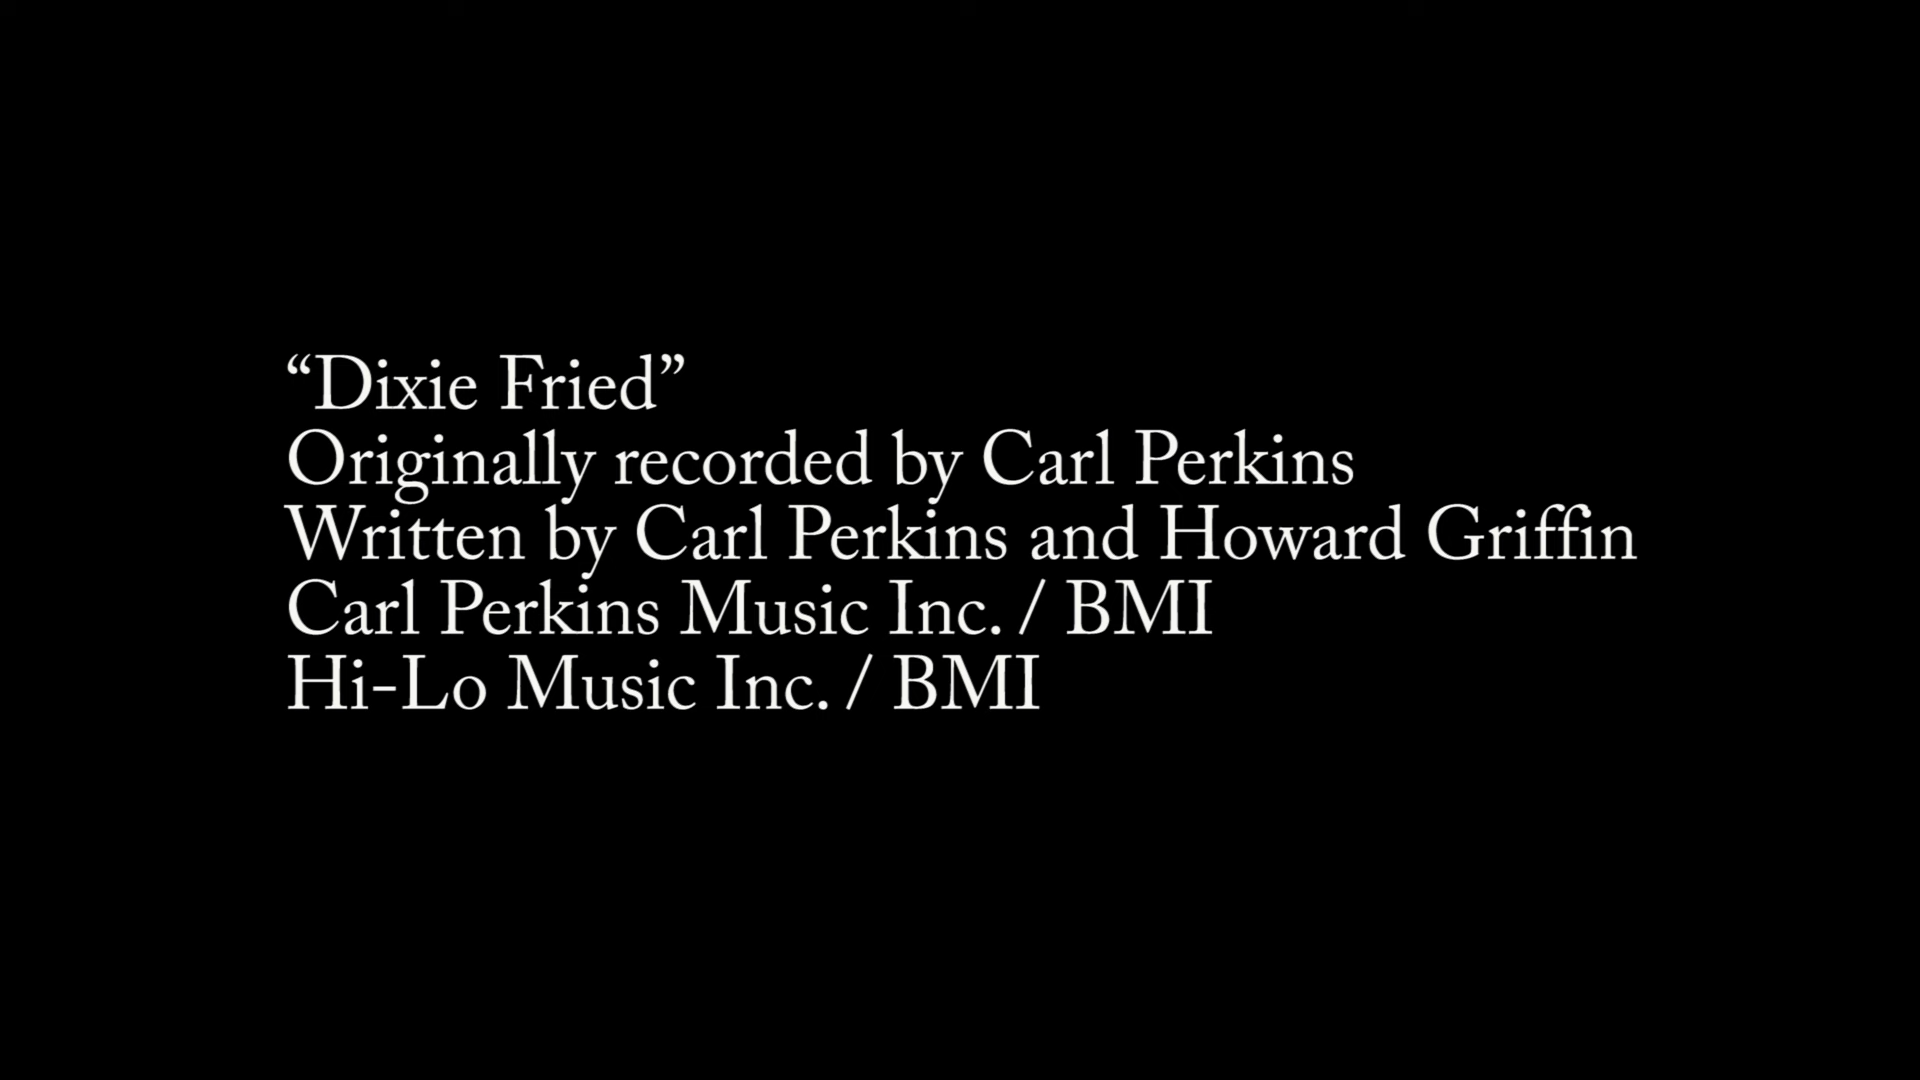 “Dixie Fried”
Originally recorded by Carl Perkins
Written by Carl Perkins and Howard Griffin
Carl Perkins Music Inc. / BMI
Hi-Lo Music Inc. / BMI